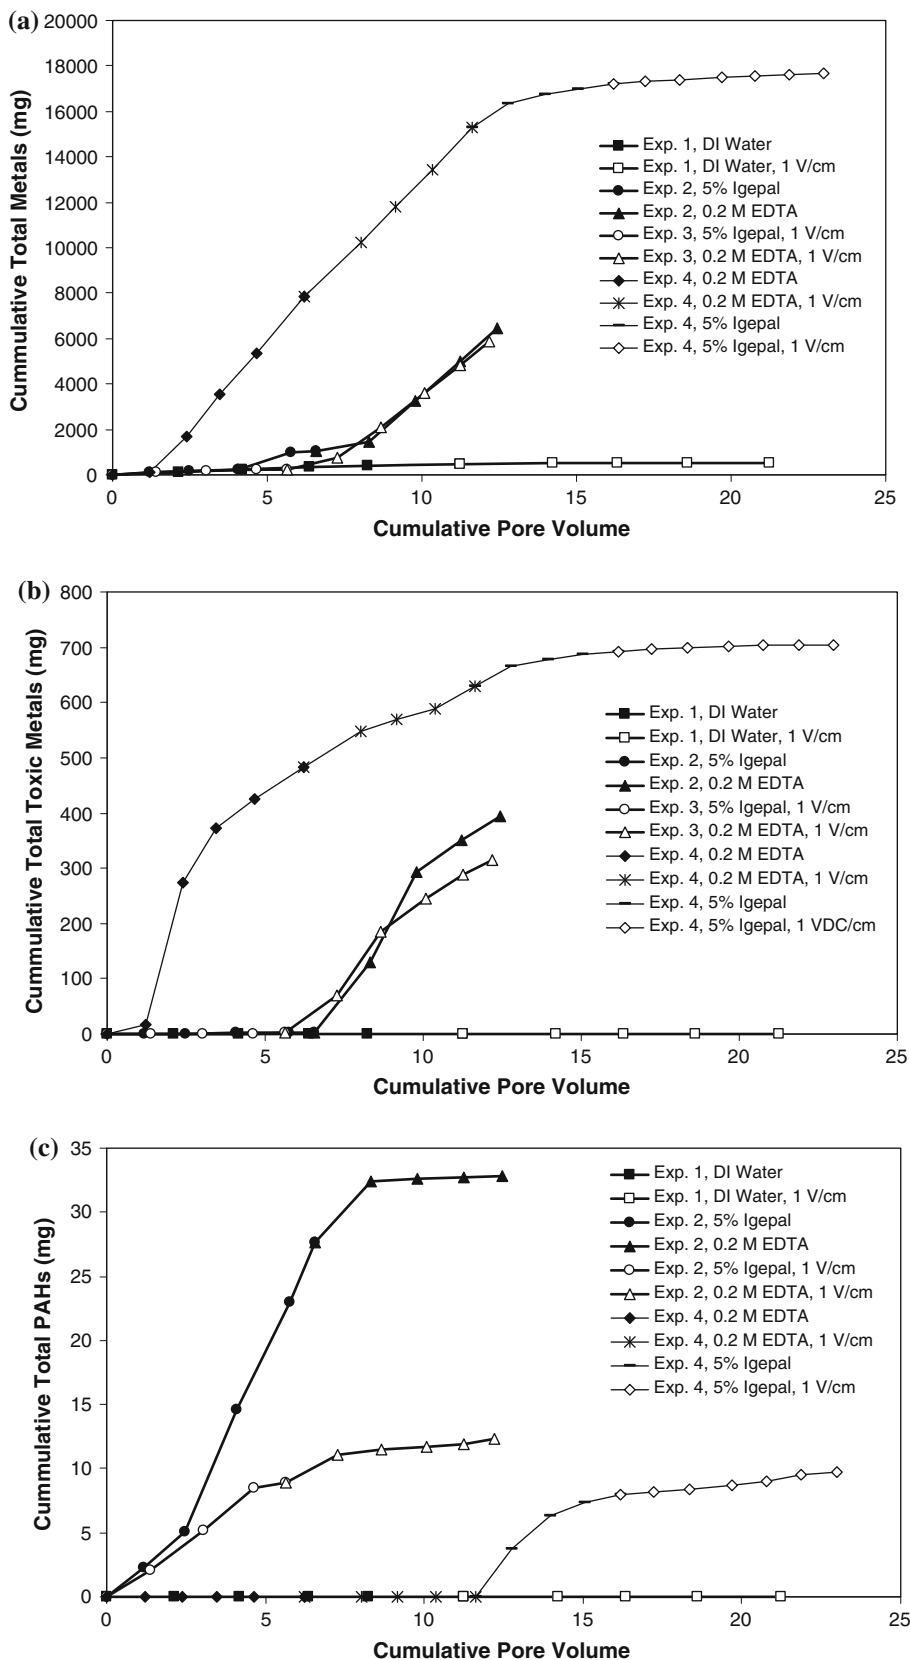 (a)
20000
18000
16000
14000
12000
10000
8000
6000
4000
2000
0
Cummulative Total Metals (mg)
Exp. 1, DI Water
Exp. 1, DI Water, 1 V/cm
Exp. 2, 5% Igepal
Exp. 2, 0.2 M EDTA
Exp. 3, 5% Igepal, 1 V/cm
Exp. 3, 0.2 M EDTA, 1 V/cm
Exp. 4, 0.2 M EDTA
Exp. 4, 0.2 M EDTA, 1 V/cm
Exp. 4, 5% Igepal
Exp. 4, 5% Igepal, 1 V/cm
0 5 10 15 20 25
Cumulative Pore Volume
(b)
800
700
600
500
400
300
200
100
0
Cummulative Total Toxic Metals (mg)
Exp. 1, DI Water
Exp. 1, DI Water, 1 V/cm
Exp. 2, 5% Igepal
Exp. 2, 0.2 M EDTA
Exp. 3, 5% Igepal, 1 V/cm
Exp. 3, 0.2 M EDTA, 1 V/cm
Exp. 4, 0.2 M EDTA
Exp. 4, 0.2 M EDTA, 1 V/cm
Exp. 4, 5% Igepal
Exp. 4, 5% Igepal, 1 VDC/cm
0 5 10 15 20 25
Cumulative Pore Volume
(c)
35
30
25
20
15
10
5
0
Cummulative Total PAHs (mg)
Exp. 1, DI Water
Exp. 1, DI Water, 1 V/cm
Exp. 2, 5% Igepal
Exp. 2, 0.2 M EDTA
Exp. 2, 5% Igepal, 1 V/cm
Exp. 2, 0.2 M EDTA, 1 V/cm
Exp. 4, 0.2 M EDTA
Exp. 4, 0.2 M EDTA, 1 V/cm
Exp. 4, 5% Igepal
Exp. 4, 5% Igepal, 1 V/cm
0 5 10 15 20 25
Cumulative Pore Volume